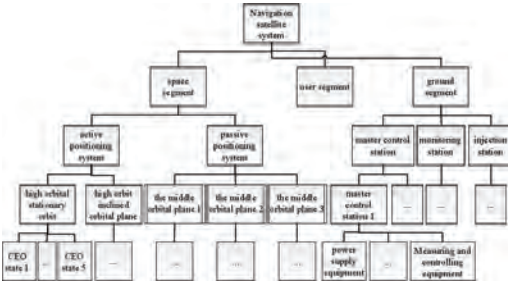 Navigation
satellite
system
space
segment
user segment
ground
segment
active
positioning
system
passive
positioning
system
master control
station
monitoring
station
injection
station
high orbital
stationary
orbit
high orbit
inclined
orbital plane
the middle
orbital plane 1
the middle
orbital plane 2
the middle
orbital plane 3
master
control
station 1
...
...
...
CEO
state 1
...
CEO
state 5
...
...
...
...
power
supply
equipment
...
Measuring and
controlling
equipment